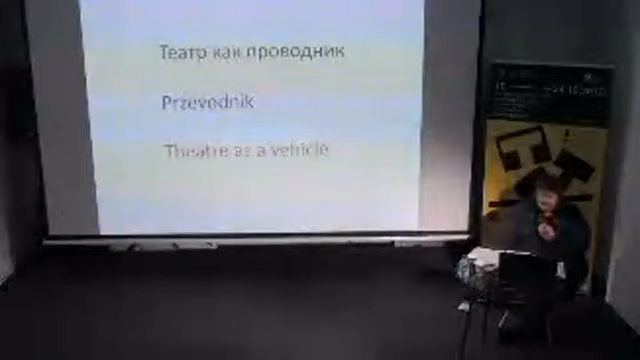 Театр как проводник
Przevodnik
Theatre as a vehicle